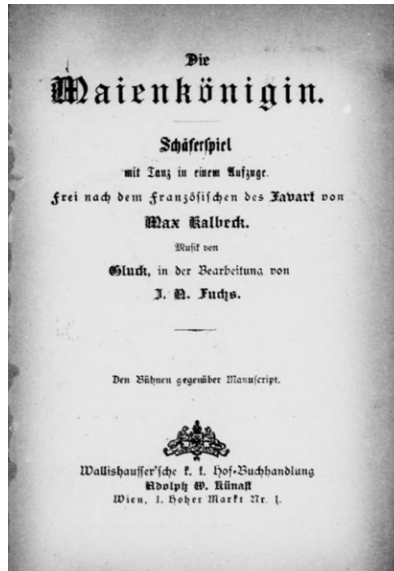 Die
Maienkönigin.
Schäferspiel
mit Tanz in einem Aufzuge.
Frei nach dem Französischen des Favart von
Max Kalbeck.
Musik von
Gluck, in der Bearbeitung von
J. N. Fuchs.
Den Bühnen gegenüber Manuscript.
Wallishausser'sche k. k. Hof-Buchhandlung
Adolph W. Künast
Wien, I. Hoher Markt Nr. 1.